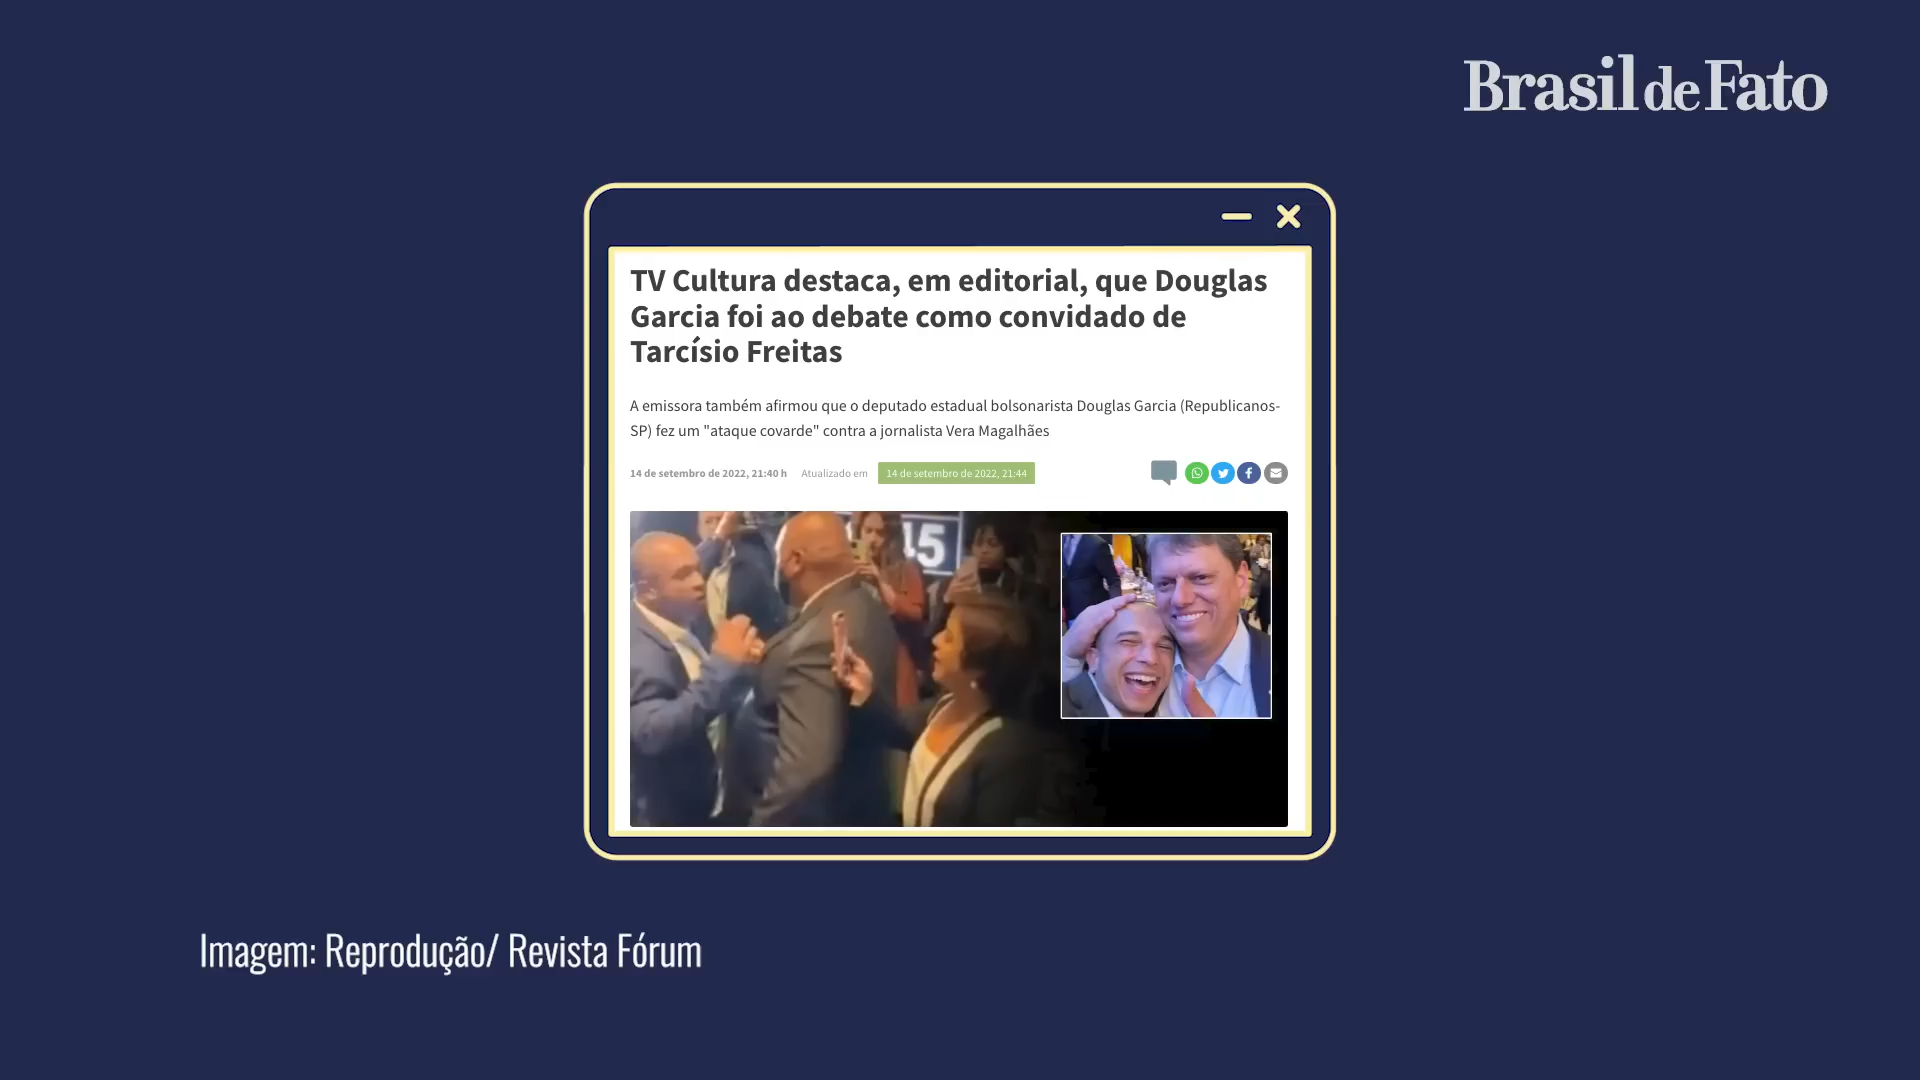 Brasil de Fato
TV Cultura destaca, em editorial, que Douglas
Garcia foi ao debate como convidado de
Tarcísio Freitas
A emissora também afirmou que o deputado estadual bolsonarista Douglas Garcia (Republicanos-
SP) fez um "ataque covarde" contra a jornalista Vera Magalhães
14 de setembro de 2022, 21:40 h Atualizado em 14 de setembro de 2022, 21:44
45
Imagem: Reprodução/ Revista Fórum